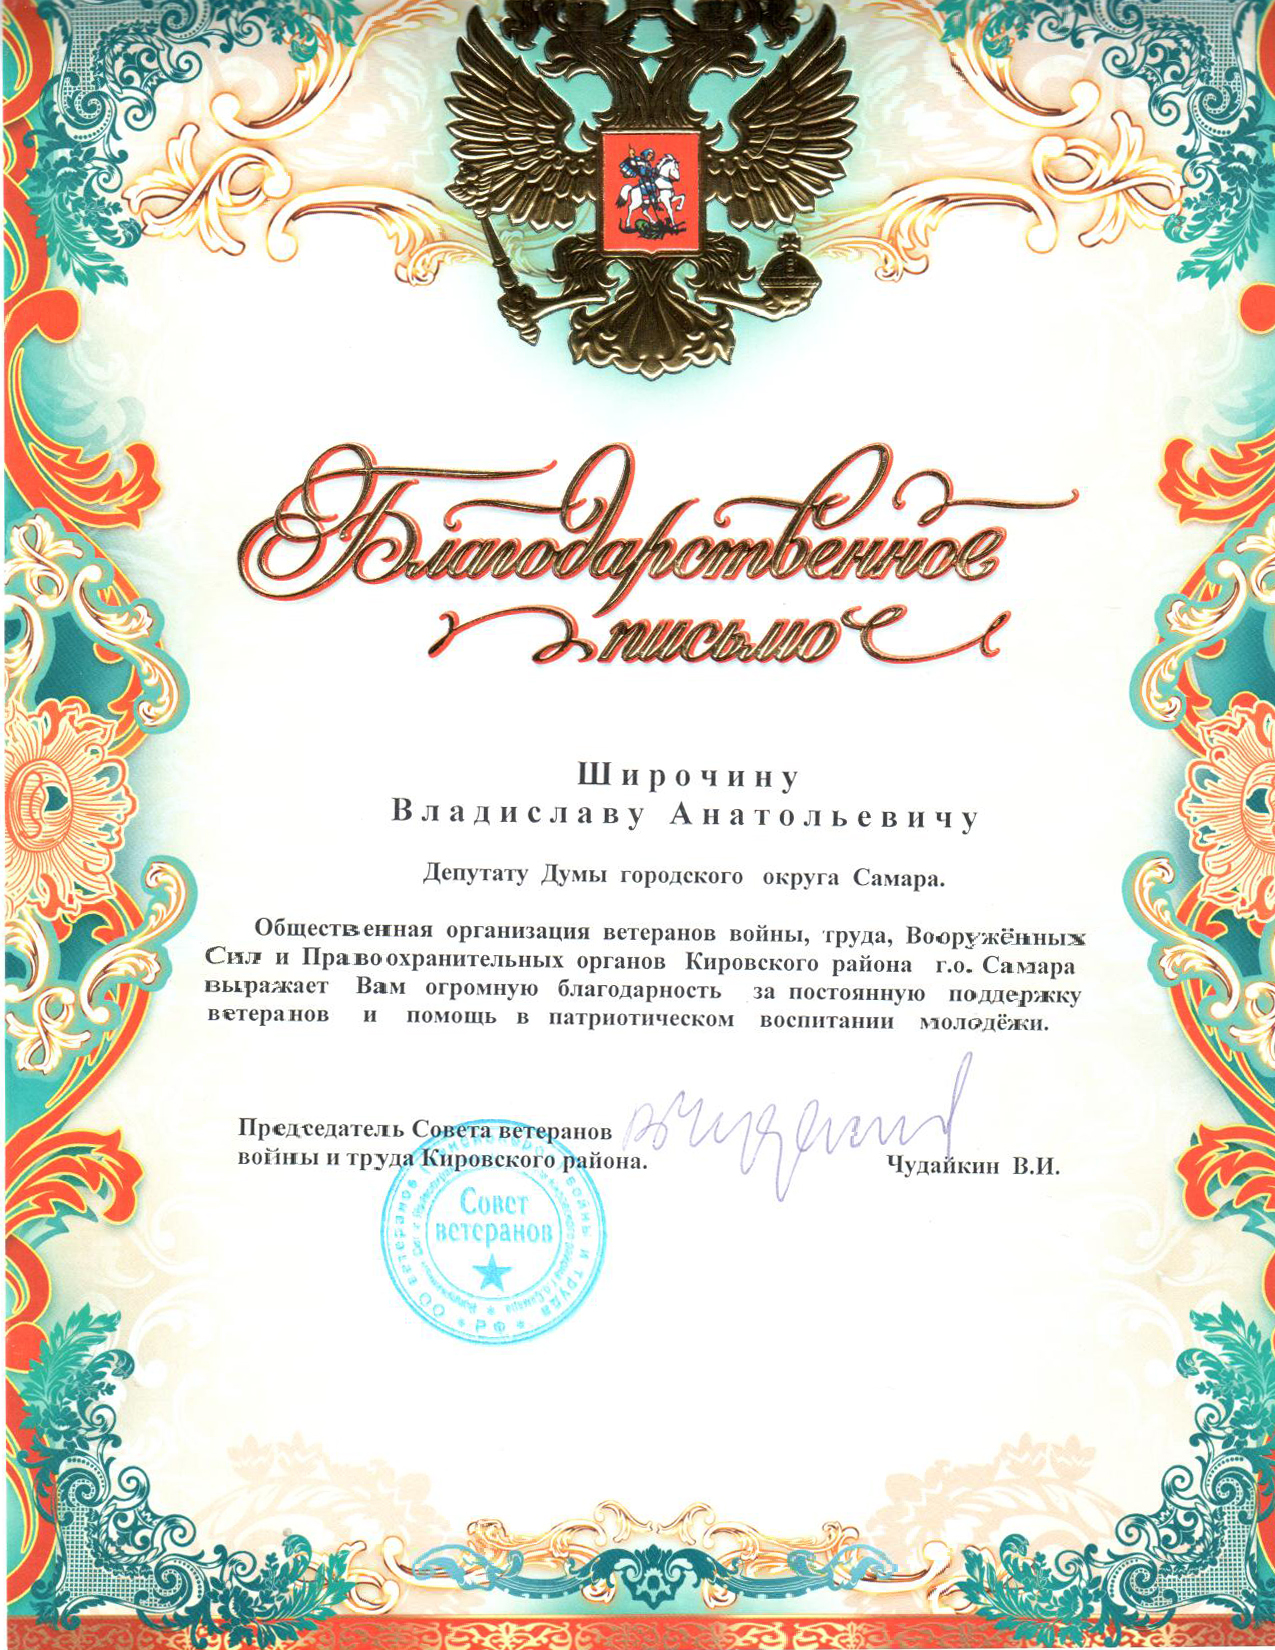 Благодарственное
письмо
Широчину
Владиславу Анатольевичу
Депутату Думы городского округа Самара.
Общественная организация ветеранов войны, труда, Вооружённых
Сил и Правоохранительных органов Кировского района г.о. Самара
выражает Вам огромную благодарность за постоянную поддержку
ветеранов и помощь в патриотическом воспитании молодёжи.
Председатель Совета ветеранов
войны и труда Кировского района.
Чудайкин В.И.
ОО ветеранов (пенсионеров) войны и труда * РФ *
Совет
ветеранов